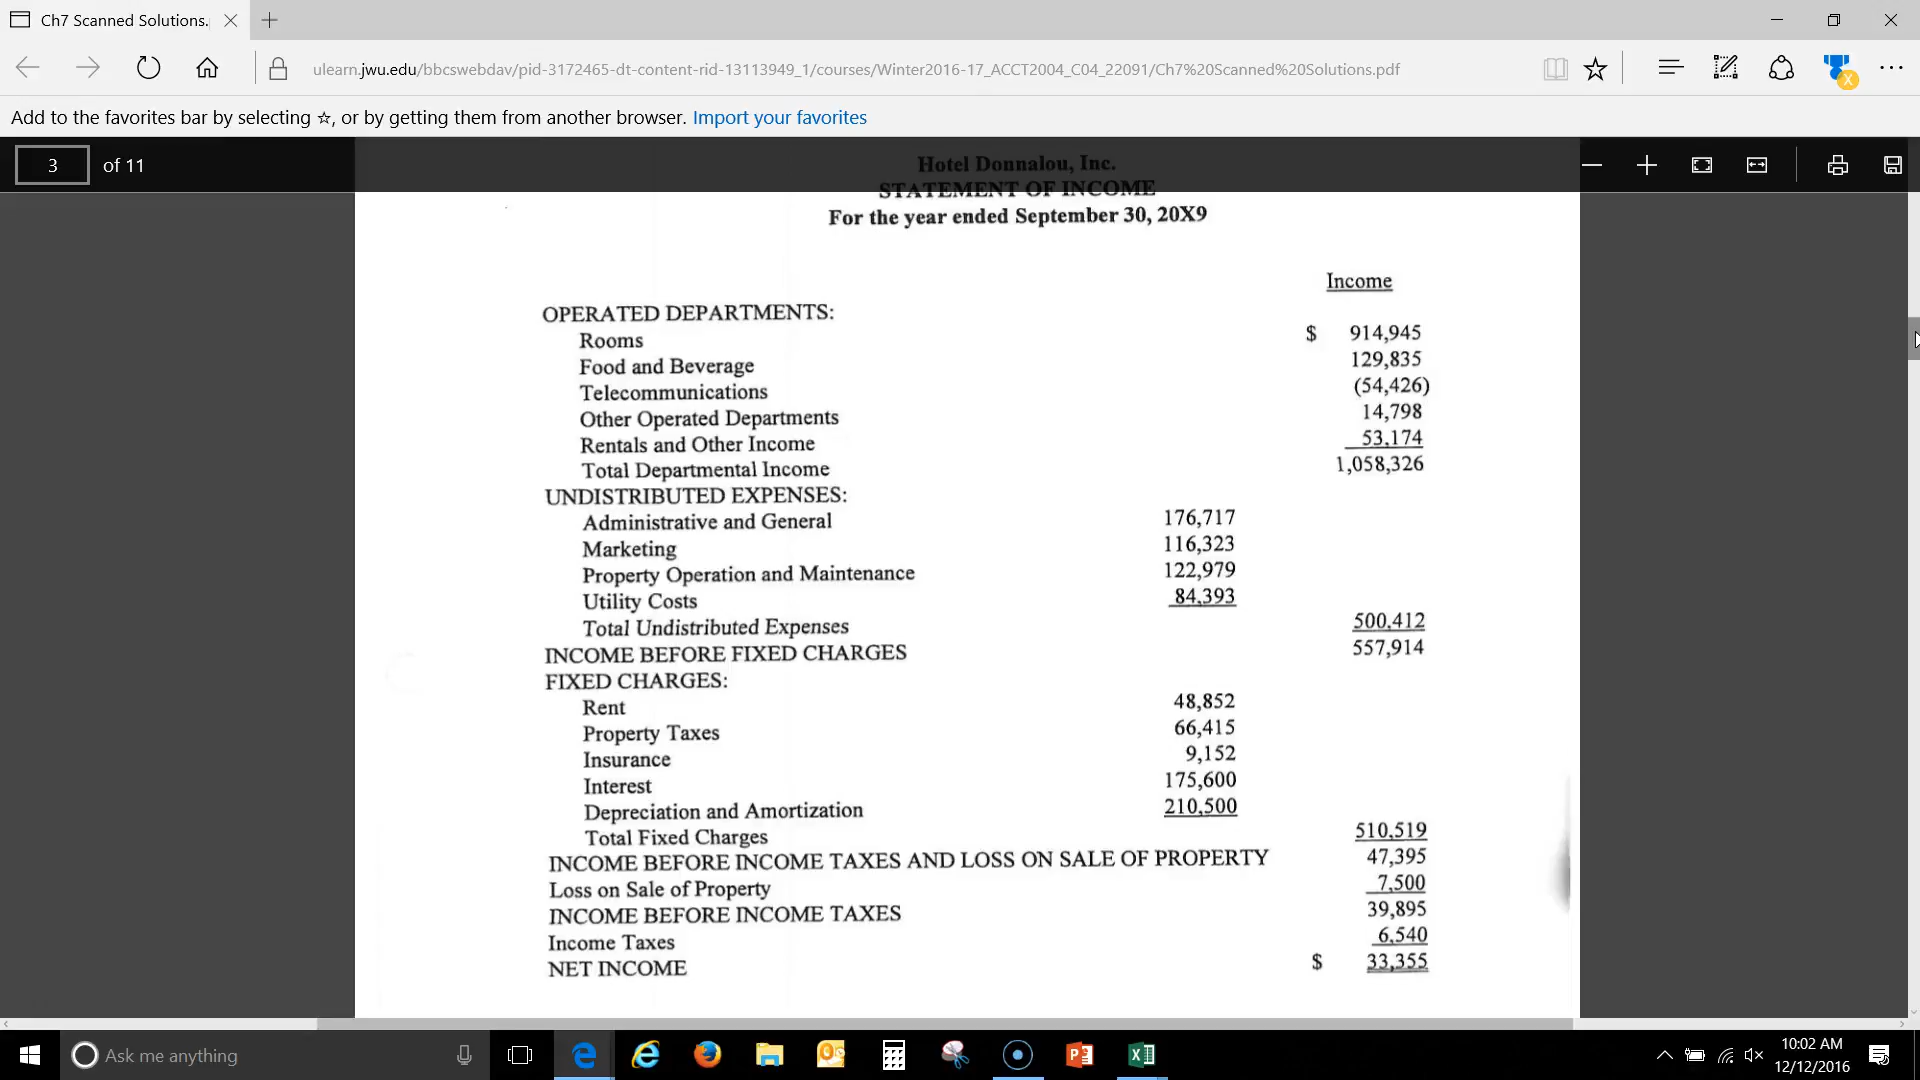 Ch7 Scanned Solutions.
ulearn.jwu.edu/bbcswebdav/pid-3172465-dt-content-rid-13113949_1/courses/Winter2016-17_ACCT2004_C04_22091/Ch7%20Scanned%20Solutions.pdf
Add to the favorites bar by selecting ☆, or by getting them from another browser. Import your favorites
3 of 11
Hotel Donnalou, Inc.
STATEMENT OF INCOME
For the year ended September 30, 20X9
Income
OPERATED DEPARTMENTS:
Rooms $ 914,945
Food and Beverage 129,835
Telecommunications (54,426)
Other Operated Departments 14,798
Rentals and Other Income 53,174
Total Departmental Income 1,058,326
UNDISTRIBUTED EXPENSES:
Administrative and General 176,717
Marketing 116,323
Property Operation and Maintenance 122,979
Utility Costs 84,393
Total Undistributed Expenses 500,412
INCOME BEFORE FIXED CHARGES 557,914
FIXED CHARGES:
Rent 48,852
Property Taxes 66,415
Insurance 9,152
Interest 175,600
Depreciation and Amortization 210,500
Total Fixed Charges 510,519
INCOME BEFORE INCOME TAXES AND LOSS ON SALE OF PROPERTY 47,395
Loss on Sale of Property 7,500
INCOME BEFORE INCOME TAXES 39,895
Income Taxes 6,540
NET INCOME $ 33,355
Ask me anything
10:02 AM
12/12/2016